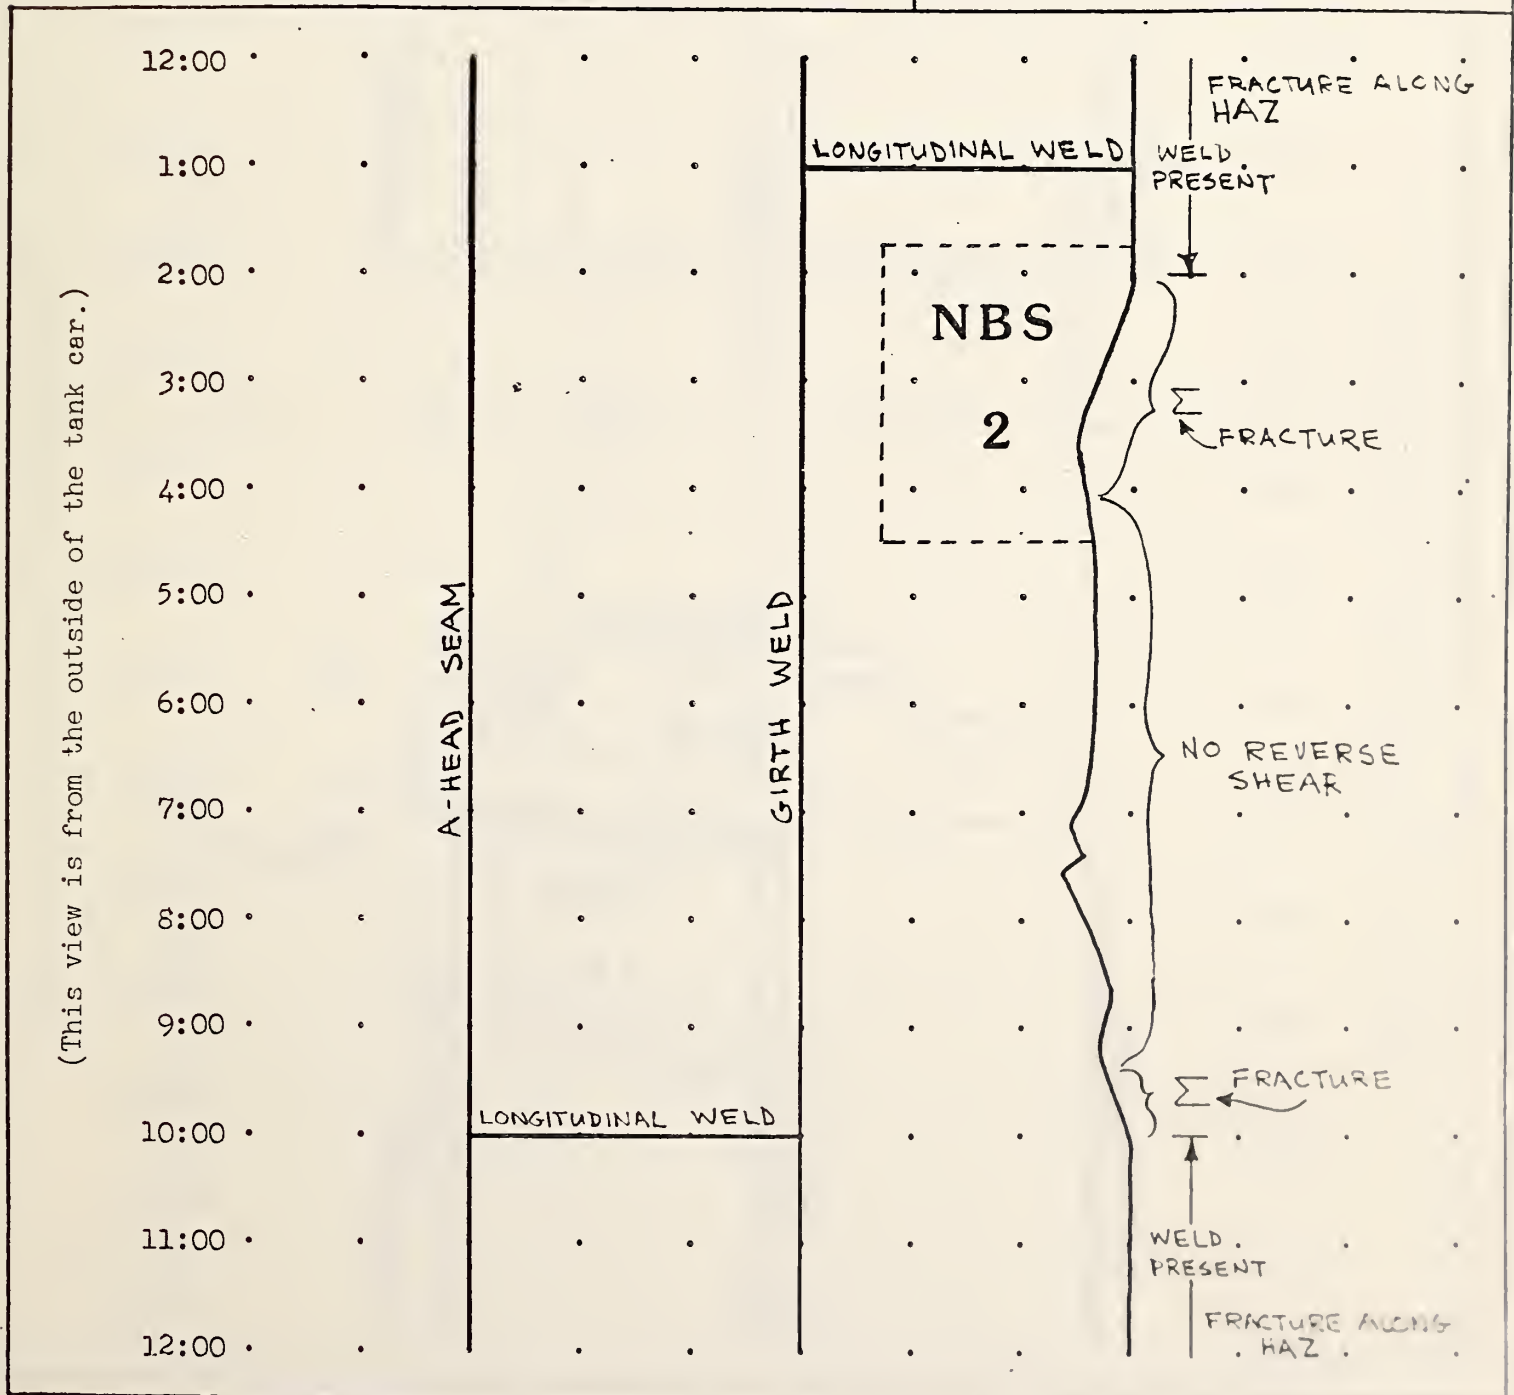 12:00
FRACTURE ALONG
HAZ
LONGITUDINAL WELD
1:00
WELD
PRESENT
2:00
NBS
3:00
Σ
FRACTURE
2
4:00
5:00
A-HEAD SEAM
GIRTH WELD
6:00
NO REVERSE
SHEAR
7:00
8:00
9:00
Σ FRACTURE
LONGITUDINAL WELD
10:00
11:00
WELD
PRESENT
FRACTURE ALONG
HAZ
12:00
(This view is from the outside of the tank car.)